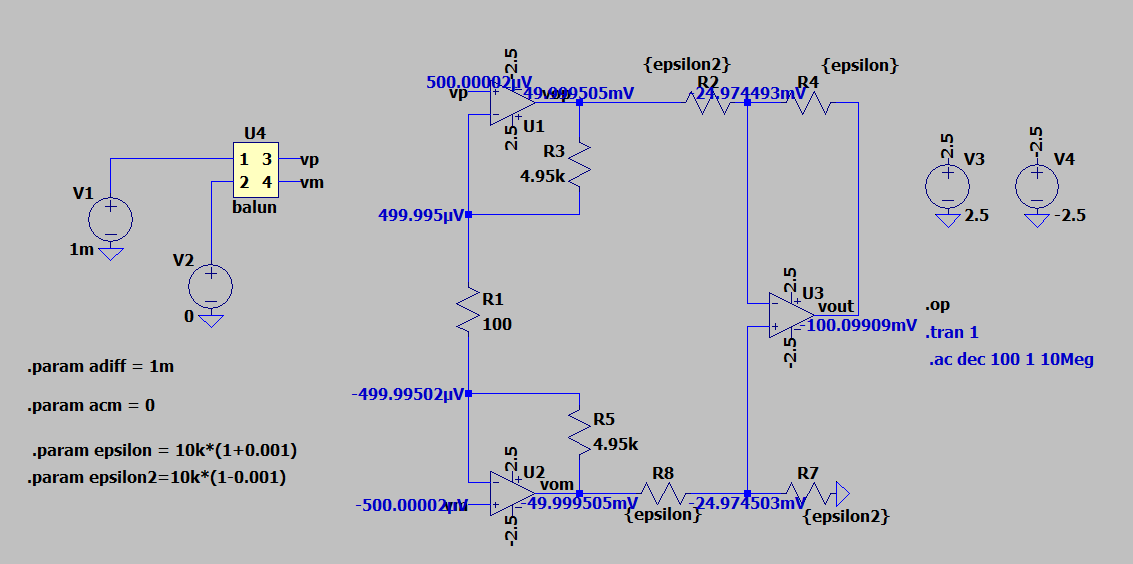 {epsilon2}
{epsilon}
-2.5
500.00002µV
R2
R4
vp
vop
49.999505mV
-24.974493mV
U1
2.5
U4
1 3
2 4
balun
vp
vm
R3
4.95k
2.5
V3
2.5
-2.5
V4
-2.5
V1
1m
499.995µV
V2
0
R1
100
2.5
U3
vout
-100.09909mV
-2.5
.op
.tran 1
.ac dec 100 1 10Meg
.param adiff = 1m
.param acm = 0
.param epsilon = 10k*(1+0.001)
.param epsilon2=10k*(1-0.001)
-499.99502µV
R5
4.95k
2.5
U2
vom
R8
R7
-500.00002µV
vm
-49.999505mV
-24.974503mV
{epsilon}
{epsilon2}
-2.5